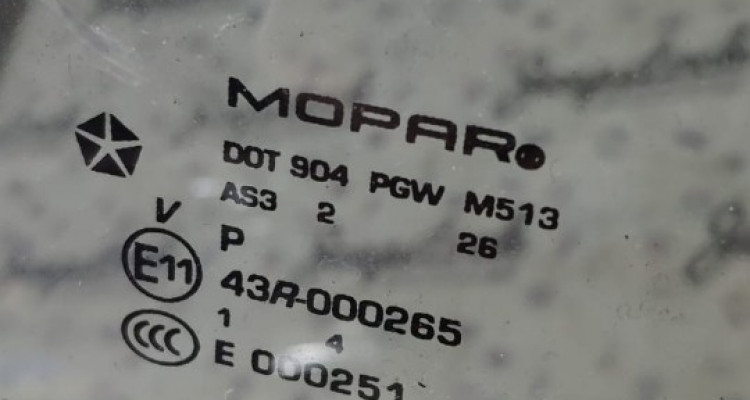 MOPAR
DOT 904 PGW M513
AS3 2 26
V P
E11 43R-000265
1 4
CCC E 000251